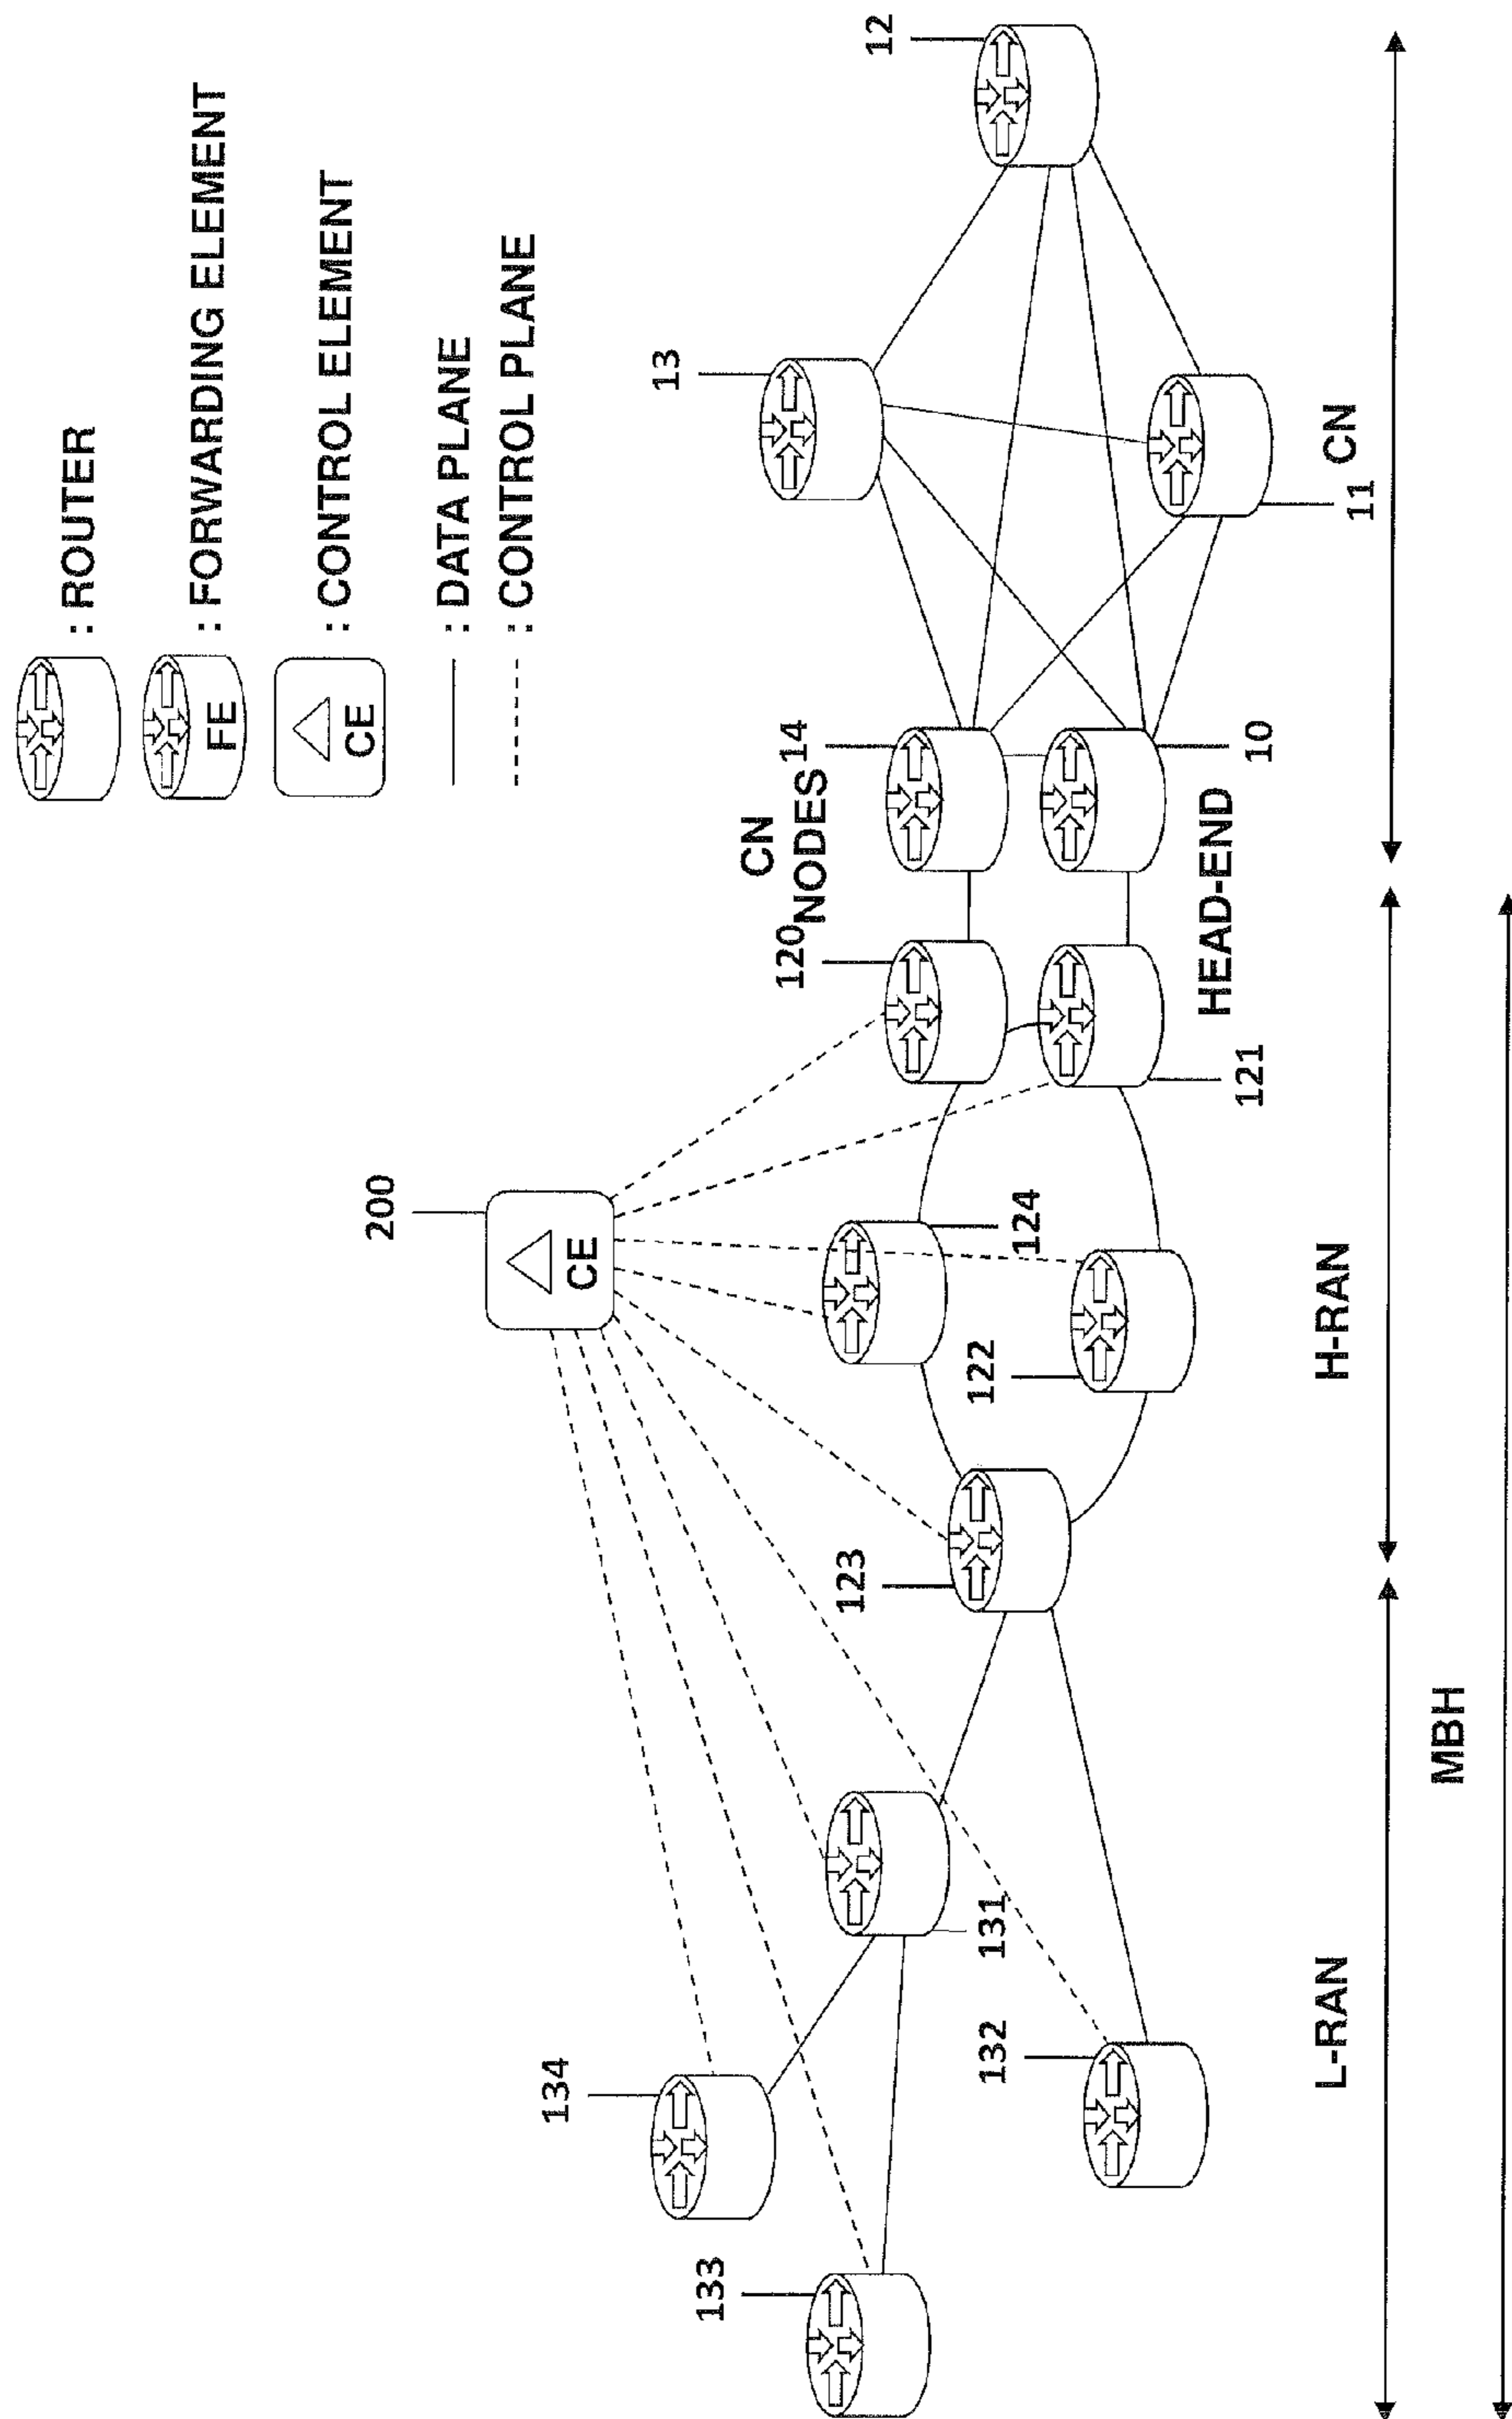 : ROUTER
FE
: FORWARDING ELEMENT
CE
: CONTROL ELEMENT
: DATA PLANE
: CONTROL PLANE
200
CE
134
133
131
132
123
124
122
120
121
CN
NODES
14
10
HEAD-END
13
12
11
L-RAN
H-RAN
CN
MBH